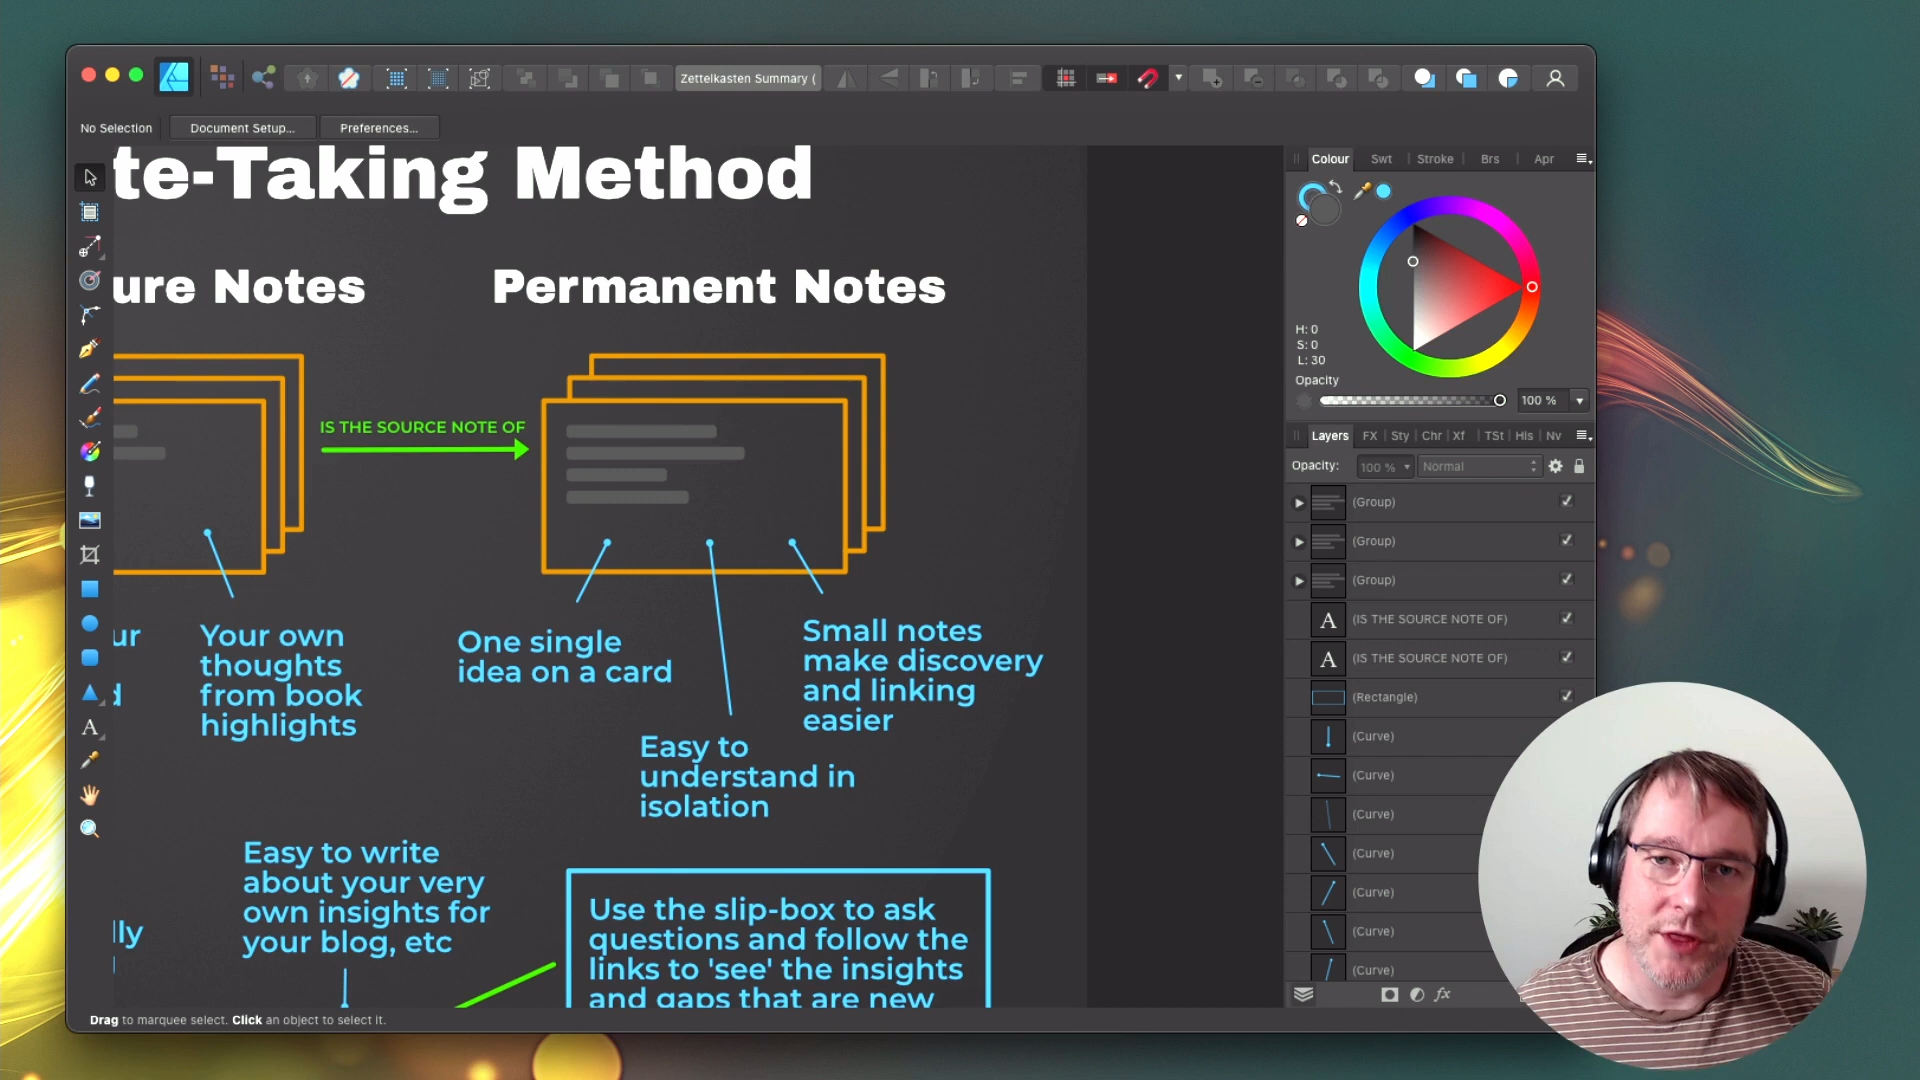 Zettelkasten Summary (
No Selection
Document Setup...
Preferences...
te-Taking Method
ure Notes
Permanent Notes
IS THE SOURCE NOTE OF
ur
Your own
thoughts
from book
highlights
One single
idea on a card
Small notes
make discovery
and linking
easier
Easy to
understand in
isolation
Easy to write
about your very
own insights for
your blog, etc
lly
Use the slip-box to ask
questions and follow the
links to 'see' the insights
and gaps that are new
Drag to marquee select. Click an object to select it.
Colour
Swt
Stroke
Brs
Apr
H: 0
S: 0
L: 30
Opacity
100 %
Layers
FX
Sty
Chr
Xf
TSt
His
Nv
Opacity:
100 %
Normal
(Group)
(Group)
(Group)
A
(IS THE SOURCE NOTE OF)
A
(IS THE SOURCE NOTE OF)
(Rectangle)
(Curve)
(Curve)
(Curve)
(Curve)
(Curve)
(Curve)
(Curve)
fx